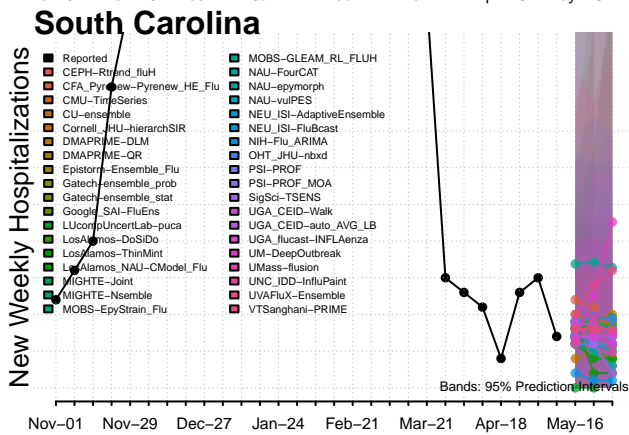 South Carolina
New Weekly Hospitalizations
Reported
CEPH−Rtrend_fluH
CFA_Pyrenew−Pyrenew_HE_Flu
CMU−TimeSeries
CU−ensemble
Cornell_JHU−hierarchSIR
DMAPRIME−DLM
DMAPRIME−QR
Epistorm−Ensemble_Flu
Gatech−ensemble_prob
Gatech−ensemble_stat
Google_SAI−FluEns
LUcompUncertLab−puca
LosAlamos−DoSiDo
LosAlamos−ThinMint
LosAlamos_NAU−CModel_Flu
MIGHTE−Joint
MIGHTE−Nsemble
MOBS−EpyStrain_Flu
MOBS−GLEAM_RL_FLUH
NAU−FourCAT
NAU−epymorph
NAU−vulPES
NEU_ISI−AdaptiveEnsemble
NEU_ISI−FluBcast
NIH−Flu_ARIMA
OHT_JHU−nbxd
PSI−PROF
PSI−PROF_MOA
SigSci−TSENS
UGA_CEID−Walk
UGA_CEID−auto_AVG_LB
UGA_flucast−INFLAenza
UM−DeepOutbreak
UMass−fusion
UNC_IDD−InfluPaint
UVAFluX−Ensemble
VTSanghani−PRIME
Bands: 95% Prediction Intervals
Nov−01 Nov−29 Dec−27 Jan−24 Feb−21 Mar−21 Apr−18 May−16